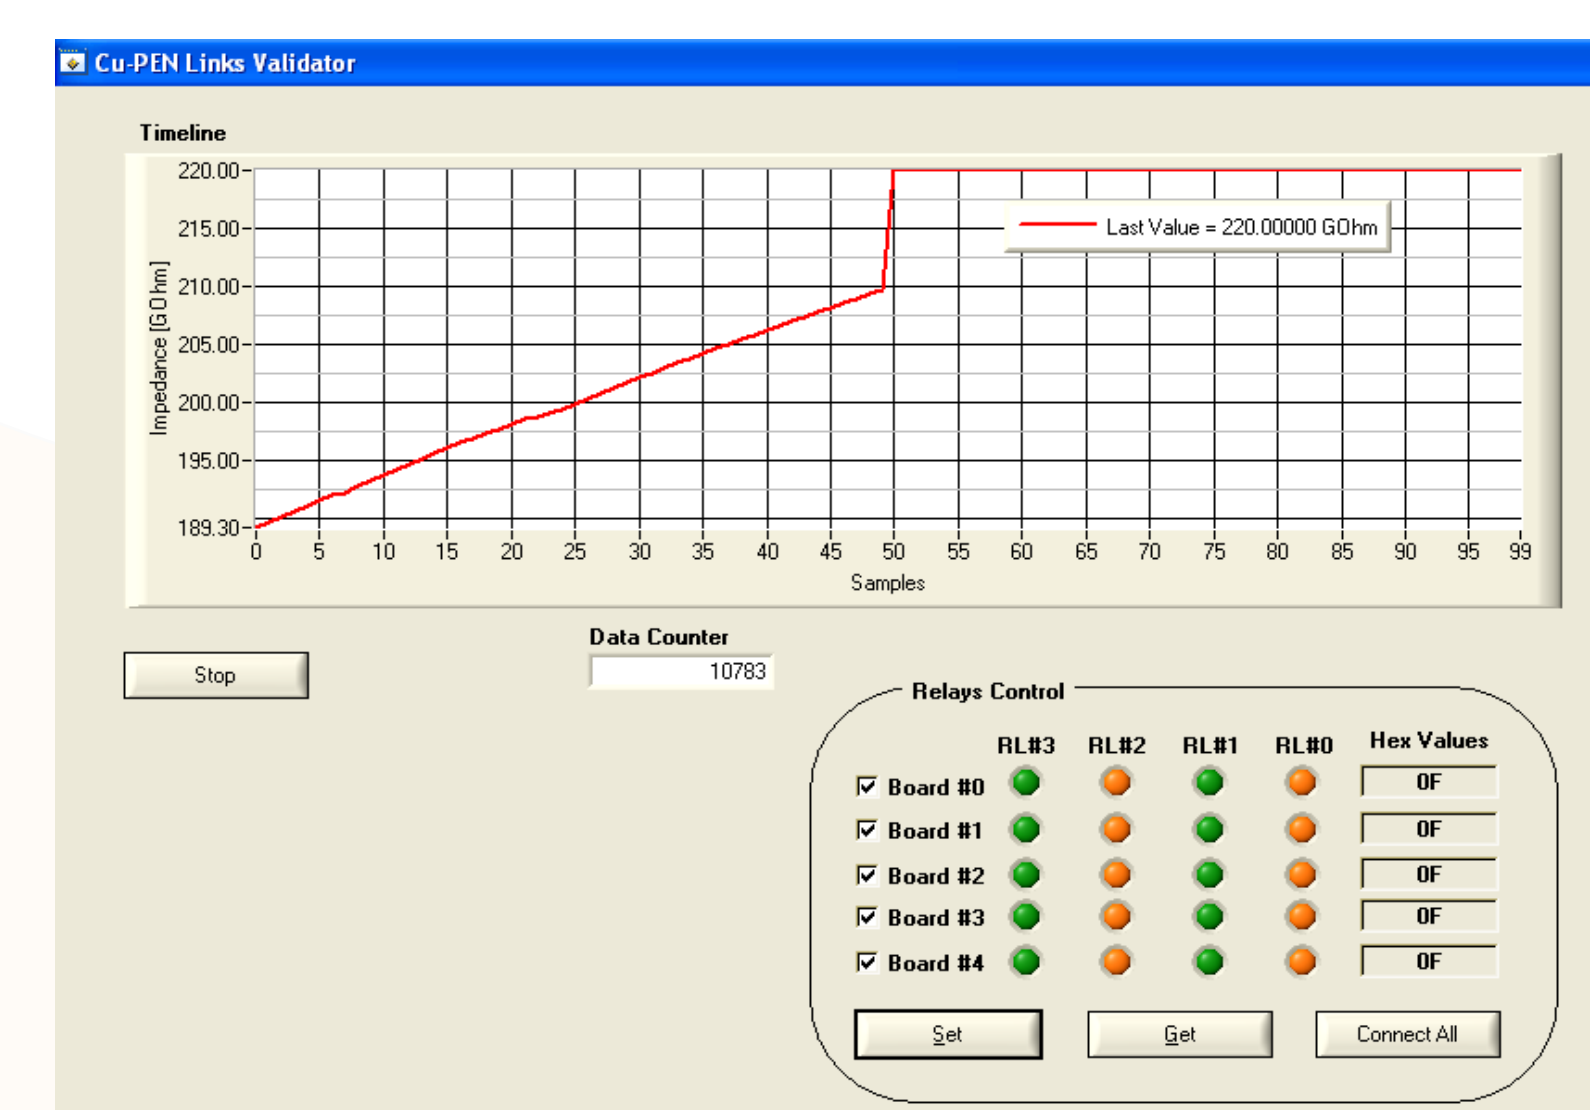 Cu-PEN Links Validator
Timeline
220.00
215.00
210.00
205.00
200.00
195.00
189.30
Impedance [GOhm]
Last Value = 220.00000 GOhm
0 5 10 15 20 25 30 35 40 45 50 55 60 65 70 75 80 85 90 95 99
Samples
Stop
Data Counter
10783
Relays Control
RL#3 RL#2 RL#1 RL#0 Hex Values
Board #0 0F
Board #1 0F
Board #2 0F
Board #3 0F
Board #4 0F
Set Get Connect All